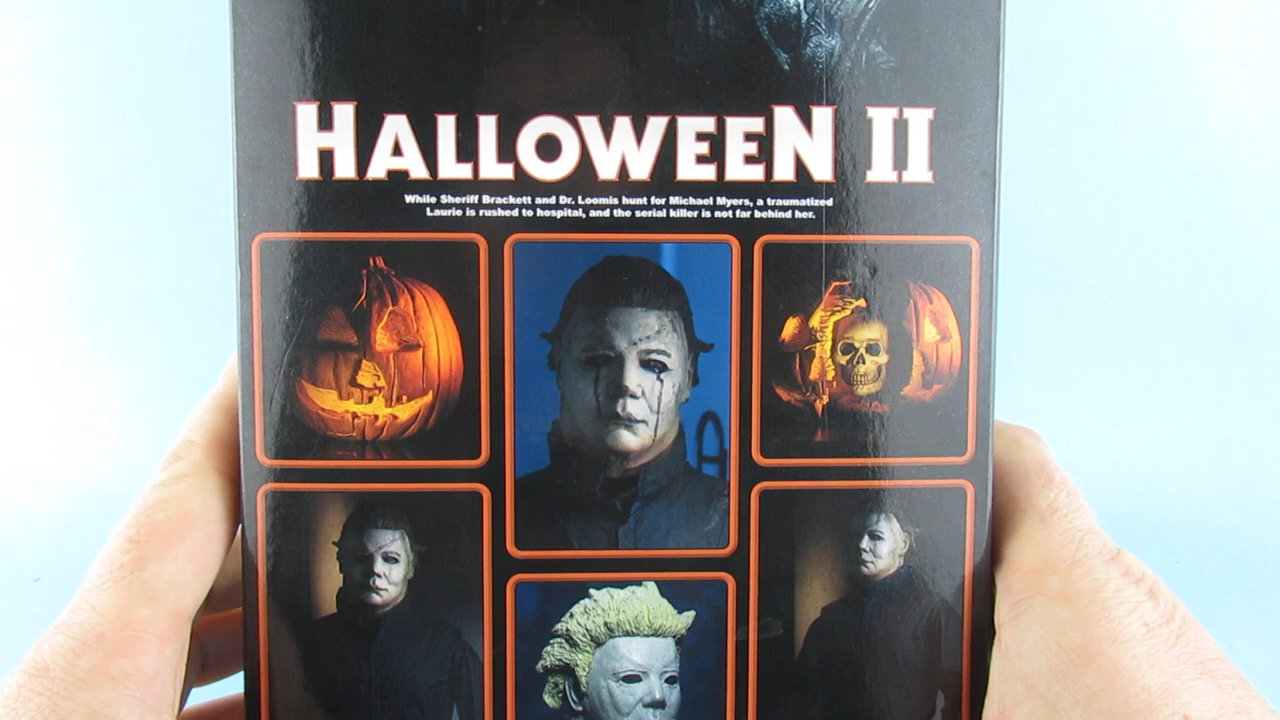 HALLOWEEN II
While Sheriff Brackett and Dr. Loomis hunt for Michael Myers, a traumatized
Laurie is rushed to hospital, and the serial killer is not far behind her.